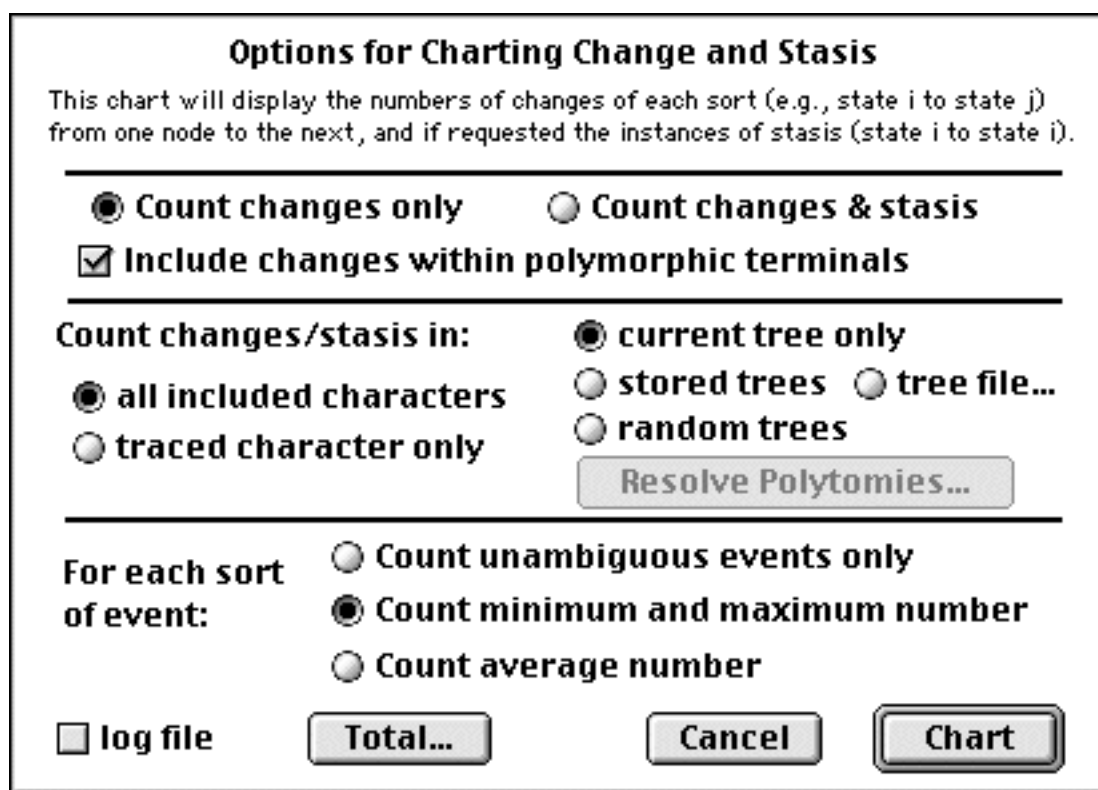 Options for Charting Change and Stasis
This chart will display the numbers of changes of each sort (e.g., state i to state j)
from one node to the next, and if requested the instances of stasis (state i to state i).
Count changes only
Count changes & stasis
Include changes within polymorphic terminals
Count changes/stasis in:
all included characters
traced character only
current tree only
stored trees
tree file...
random trees
Resolve Polytomies...
For each sort
of event:
Count unambiguous events only
Count minimum and maximum number
Count average number
log file
Total...
Cancel
Chart